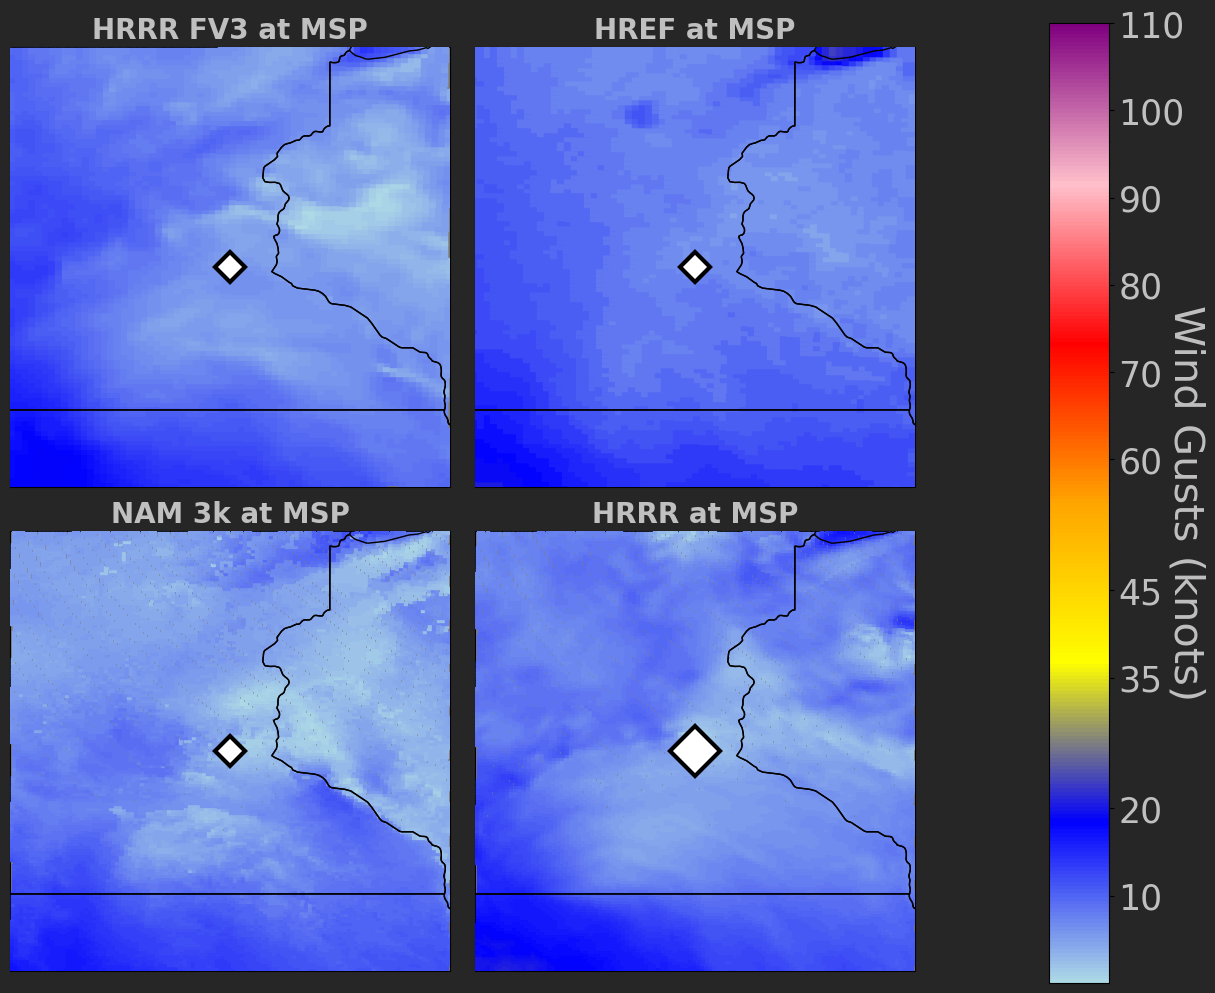 HRRR FV3 at MSP
HREF at MSP
NAM 3k at MSP
HRRR at MSP
110
100
90
80
70
60
45
35
20
10
Wind Gusts (knots)